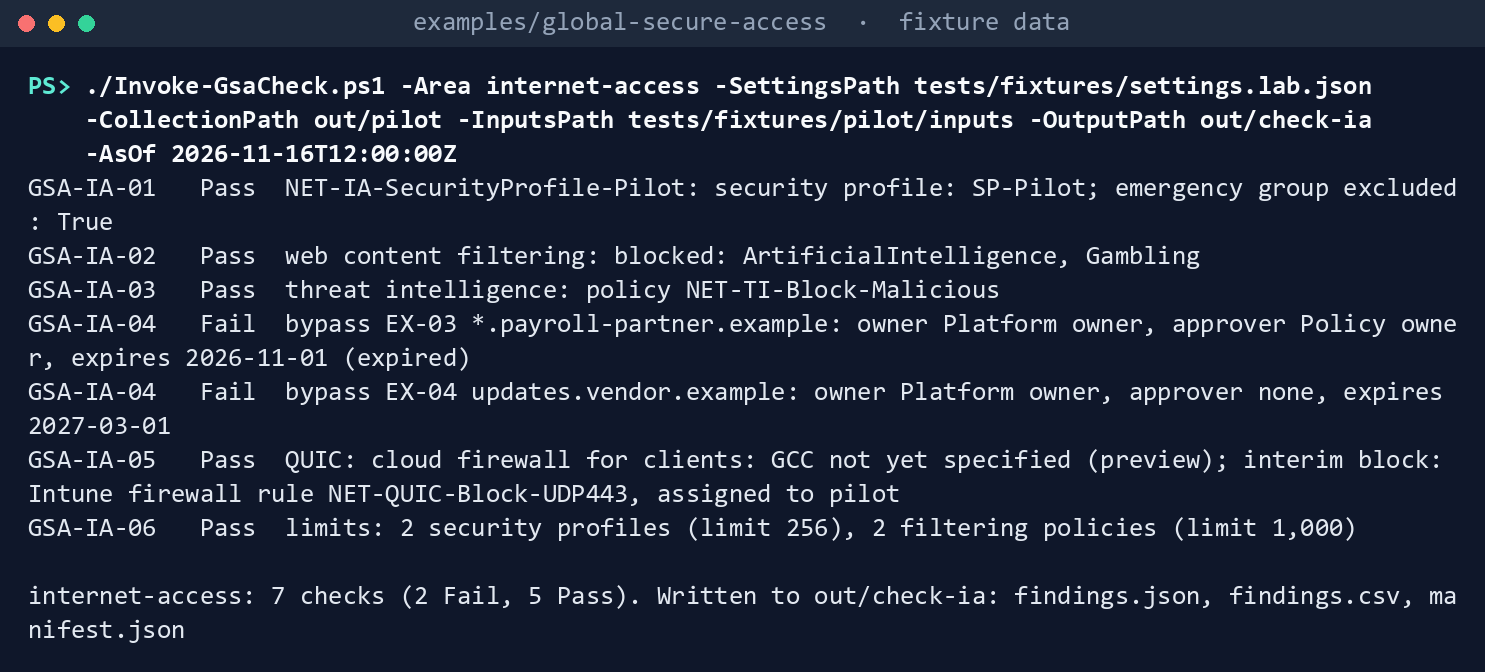 examples/global-secure-access · fixture data
PS> ./Invoke-GsaCheck.ps1 -Area internet-access -SettingsPath tests/fixtures/settings.lab.json
-CollectionPath out/pilot -InputsPath tests/fixtures/pilot/inputs -OutputPath out/check-ia
-AsOf 2026-11-16T12:00:00Z
GSA-IA-01 Pass NET-IA-SecurityProfile-Pilot: security profile: SP-Pilot; emergency group excluded
: True
GSA-IA-02 Pass web content filtering: blocked: ArtificialIntelligence, Gambling
GSA-IA-03 Pass threat intelligence: policy NET-TI-Block-Malicious
GSA-IA-04 Fail bypass EX-03 *.payroll-partner.example: owner Platform owner, approver Policy owne
r, expires 2026-11-01 (expired)
GSA-IA-04 Fail bypass EX-04 updates.vendor.example: owner Platform owner, approver none, expires
2027-03-01
GSA-IA-05 Pass QUIC: cloud firewall for clients: GCC not yet specified (preview); interim block:
Intune firewall rule NET-QUIC-Block-UDP443, assigned to pilot
GSA-IA-06 Pass limits: 2 security profiles (limit 256), 2 filtering policies (limit 1,000)
internet-access: 7 checks (2 Fail, 5 Pass). Written to out/check-ia: findings.json, findings.csv, ma
nifest.json